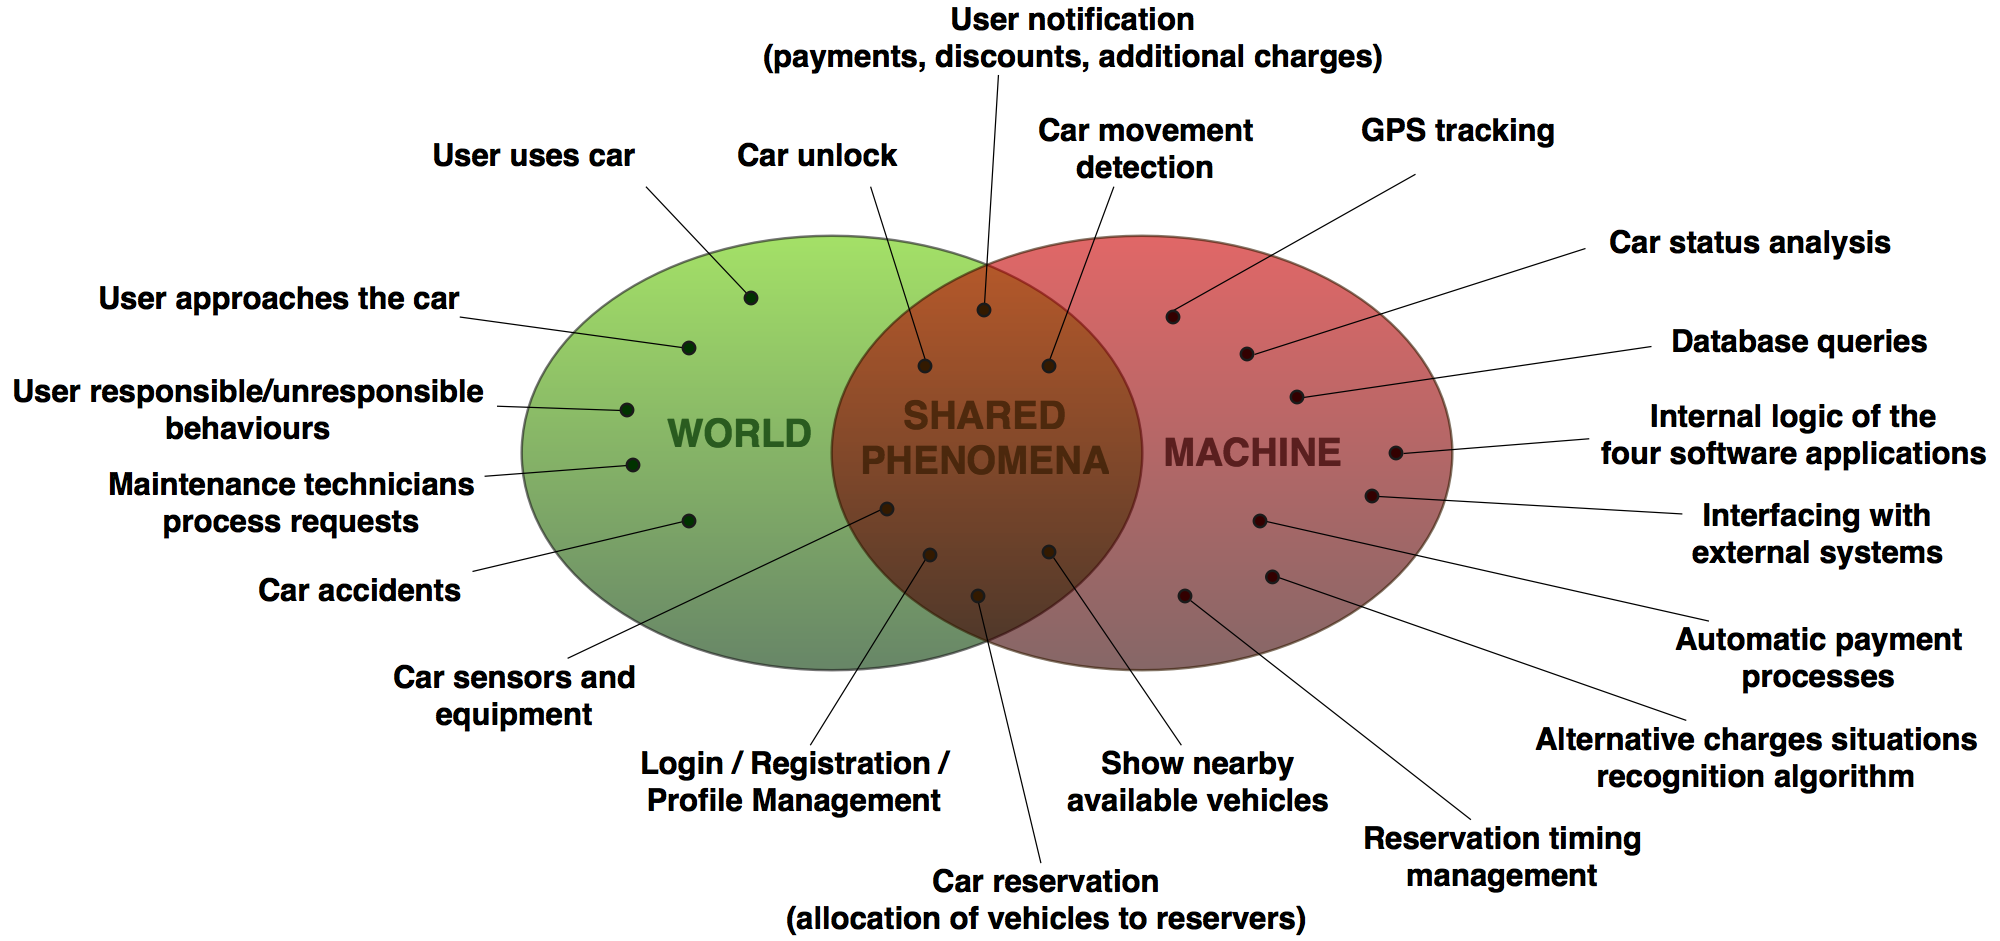 User notification
(payments, discounts, additional charges)
User uses car
Car unlock
Car movement
detection
GPS tracking
Car status analysis
User approaches the car
Database queries
User responsible/unresponsible
behaviours
WORLD
SHARED
PHENOMENA
MACHINE
Internal logic of the
four software applications
Maintenance technicians
process requests
Interfacing with
external systems
Car accidents
Automatic payment
processes
Car sensors and
equipment
Login / Registration /
Profile Management
Show nearby
available vehicles
Alternative charges situations
recognition algorithm
Reservation timing
management
Car reservation
(allocation of vehicles to reservers)